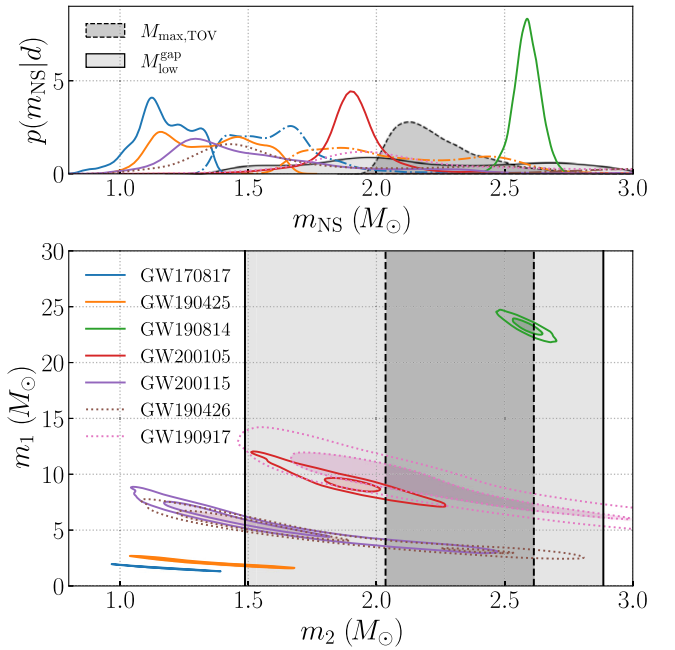 p(m_NS|d)
5
0
M_max,TOV
M_low^gap
1.0 1.5 2.0 2.5 3.0
m_NS (M_⊙)
m_1 (M_⊙)
30
25
20
15
10
5
0
GW170817
GW190425
GW190814
GW200105
GW200115
GW190426
GW190917
1.0 1.5 2.0 2.5 3.0
m_2 (M_⊙)